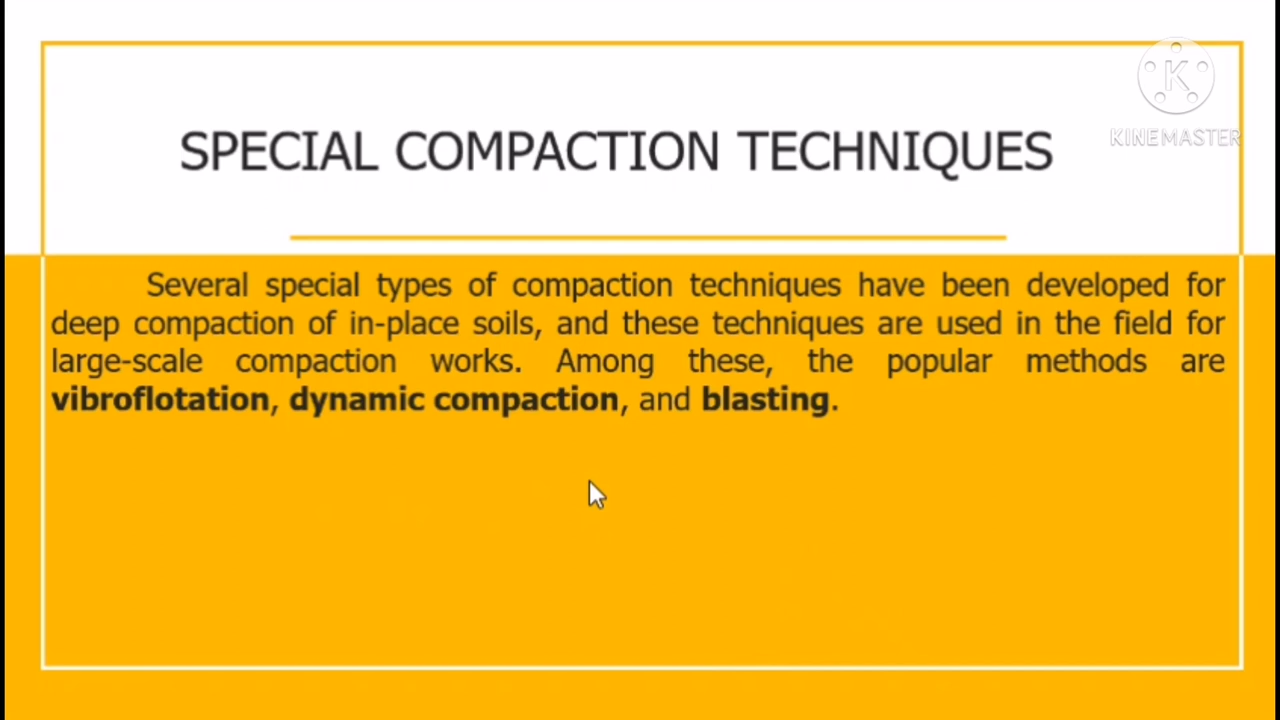 K
KINEMASTER
SPECIAL COMPACTION TECHNIQUES
Several special types of compaction techniques have been developed for
deep compaction of in-place soils, and these techniques are used in the field for
large-scale compaction works. Among these, the popular methods are
vibroflotation, dynamic compaction, and blasting.